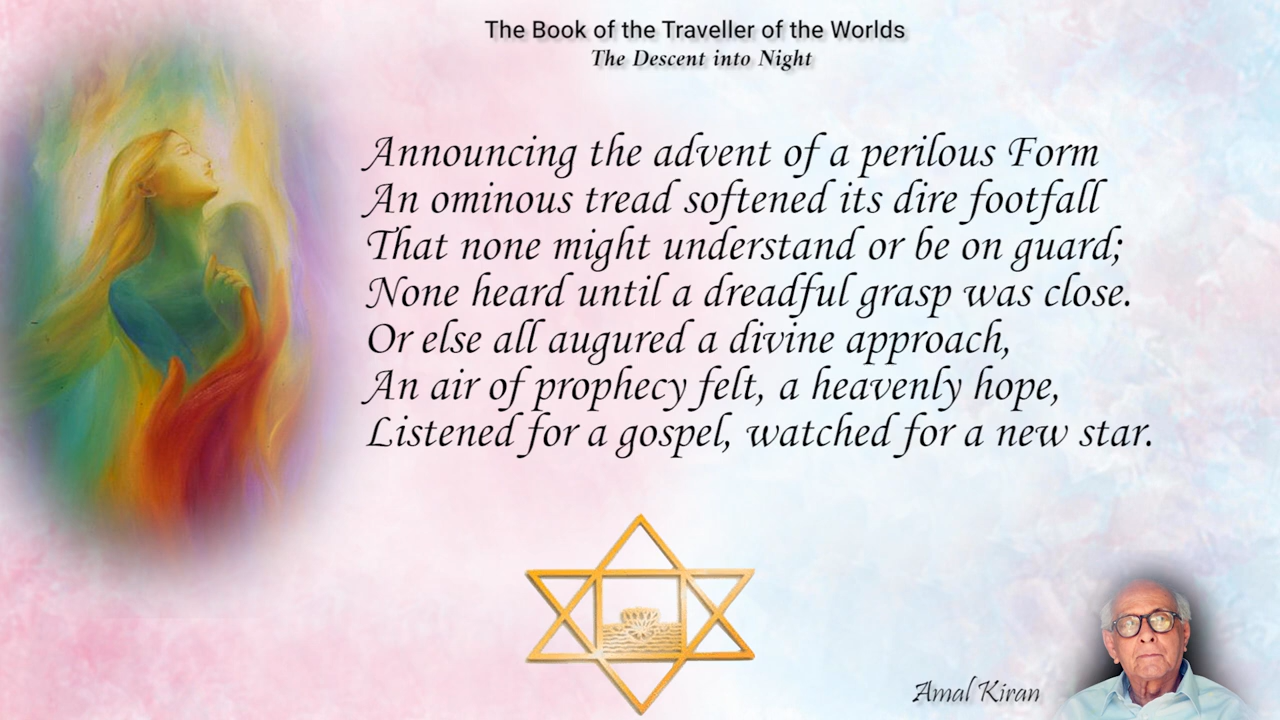 The Book of the Traveller of the Worlds
The Descent into Night
Announcing the advent of a perilous Form
An ominous tread softened its dire footfall
That none might understand or be on guard;
None heard until a dreadful grasp was close.
Or else all augured a divine approach,
An air of prophecy felt, a heavenly hope,
Listened for a gospel, watched for a new star.
Amal Kiran